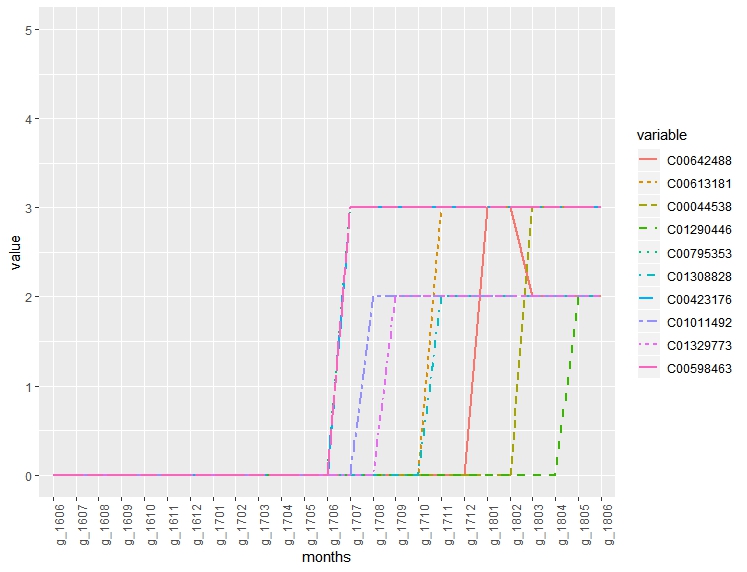 5
4
3
2
1
0
value
g_1606
g_1607
g_1608
g_1609
g_1610
g_1611
g_1612
g_1701
g_1702
g_1703
g_1704
g_1705
g_1706
g_1707
g_1708
g_1709
g_1710
g_1711
g_1712
g_1801
g_1802
g_1803
g_1804
g_1805
g_1806
months
variable
C00642488
C00613181
C00044538
C01290446
C00795353
C01308828
C00423176
C01011492
C01329773
C00598463